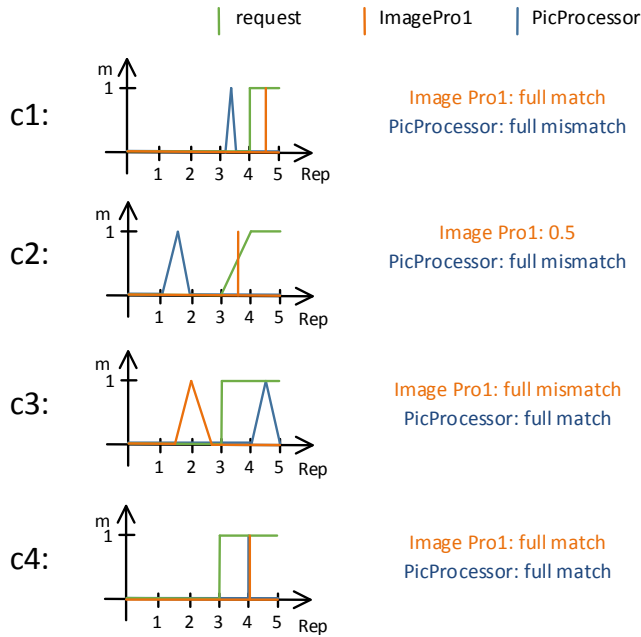 request ImagePro1 PicProcessor
c1:
m
1
1 2 3 4 5 Rep
Image Pro1: full match
PicProcessor: full mismatch
c2:
m
1
1 2 3 4 5 Rep
Image Pro1: 0.5
PicProcessor: full mismatch
c3:
m
1
1 2 3 4 5 Rep
Image Pro1: full mismatch
PicProcessor: full match
c4:
m
1
1 2 3 4 5 Rep
Image Pro1: full match
PicProcessor: full match